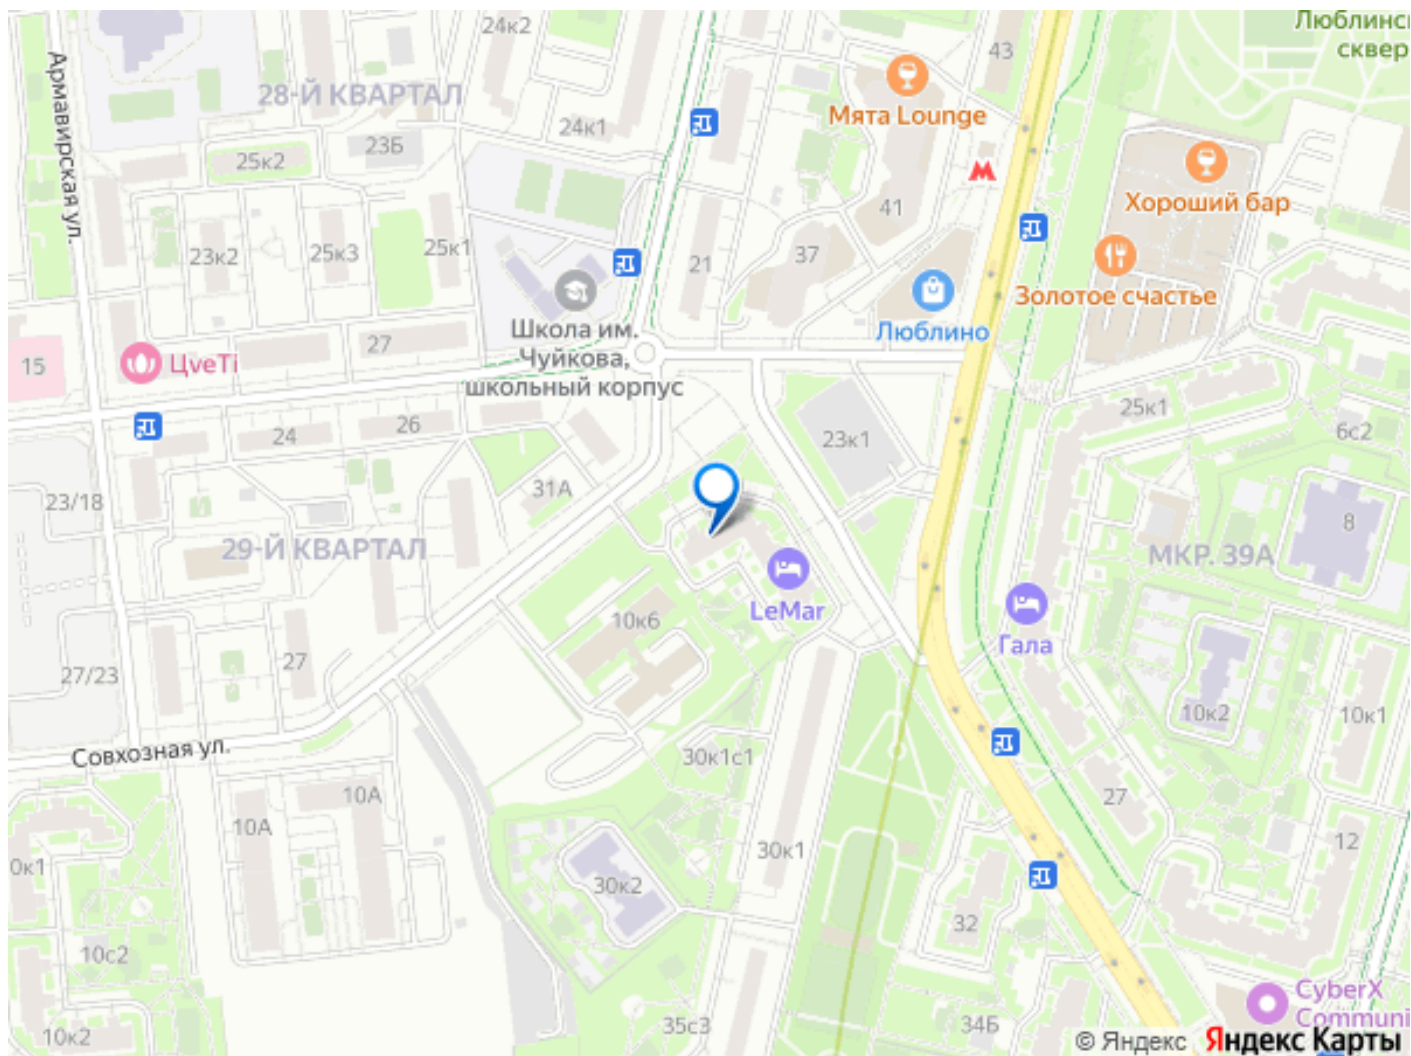 Люблинс
сквер
24к2
43
Армавирская ул.
28-Й КВАРТАЛ
Мята Lounge
24к1
23Б
25к2
Хороший бар
41
23к2
25к3
25к1
21
37
Золотое счастье
Школа им.
Чуйкова,
школьный корпус
Люблино
27
15
ЦveTi
25к1
6с2
24
26
23к1
31А
23/18
8
29-Й КВАРТАЛ
МКР. 39А
LeMar
10к6
Гала
27
27/23
10к2
10к1
Совхозная ул.
30к1с1
10А
27
10А
12
0к1
30к1
30к2
32
10с2
CyberX
Communi
35с3
34Б
10к2
© Яндекс Яндекс Карты